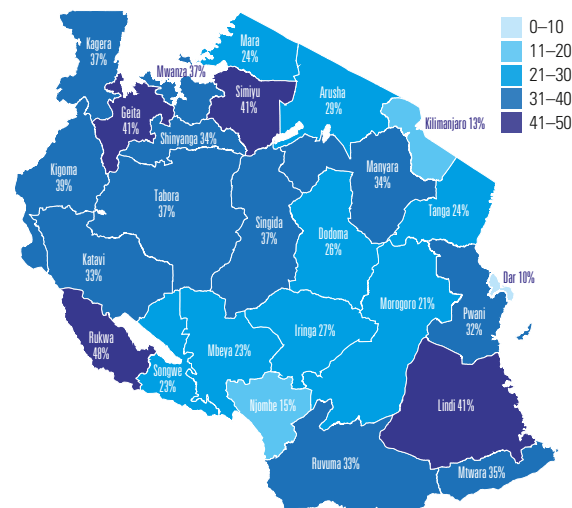 Kagera
37%
Mwanza 37%
Mara
24%
Geita
41%
Simiyu
41%
Arusha
29%
Kilimanjaro 13%
Shinyanga 34%
Kigoma
39%
Tabora
37%
Singida
37%
Manyara
34%
Tanga 24%
Dodoma
26%
Katavi
33%
Dar 10%
Morogoro 21%
Pwani
32%
Rukwa
48%
Songwe
23%
Mbeya 23%
Iringa 27%
Njombe 15%
Lindi 41%
Ruvuma 33%
Mtwara 35%
0–10
11–20
21–30
31–40
41–50